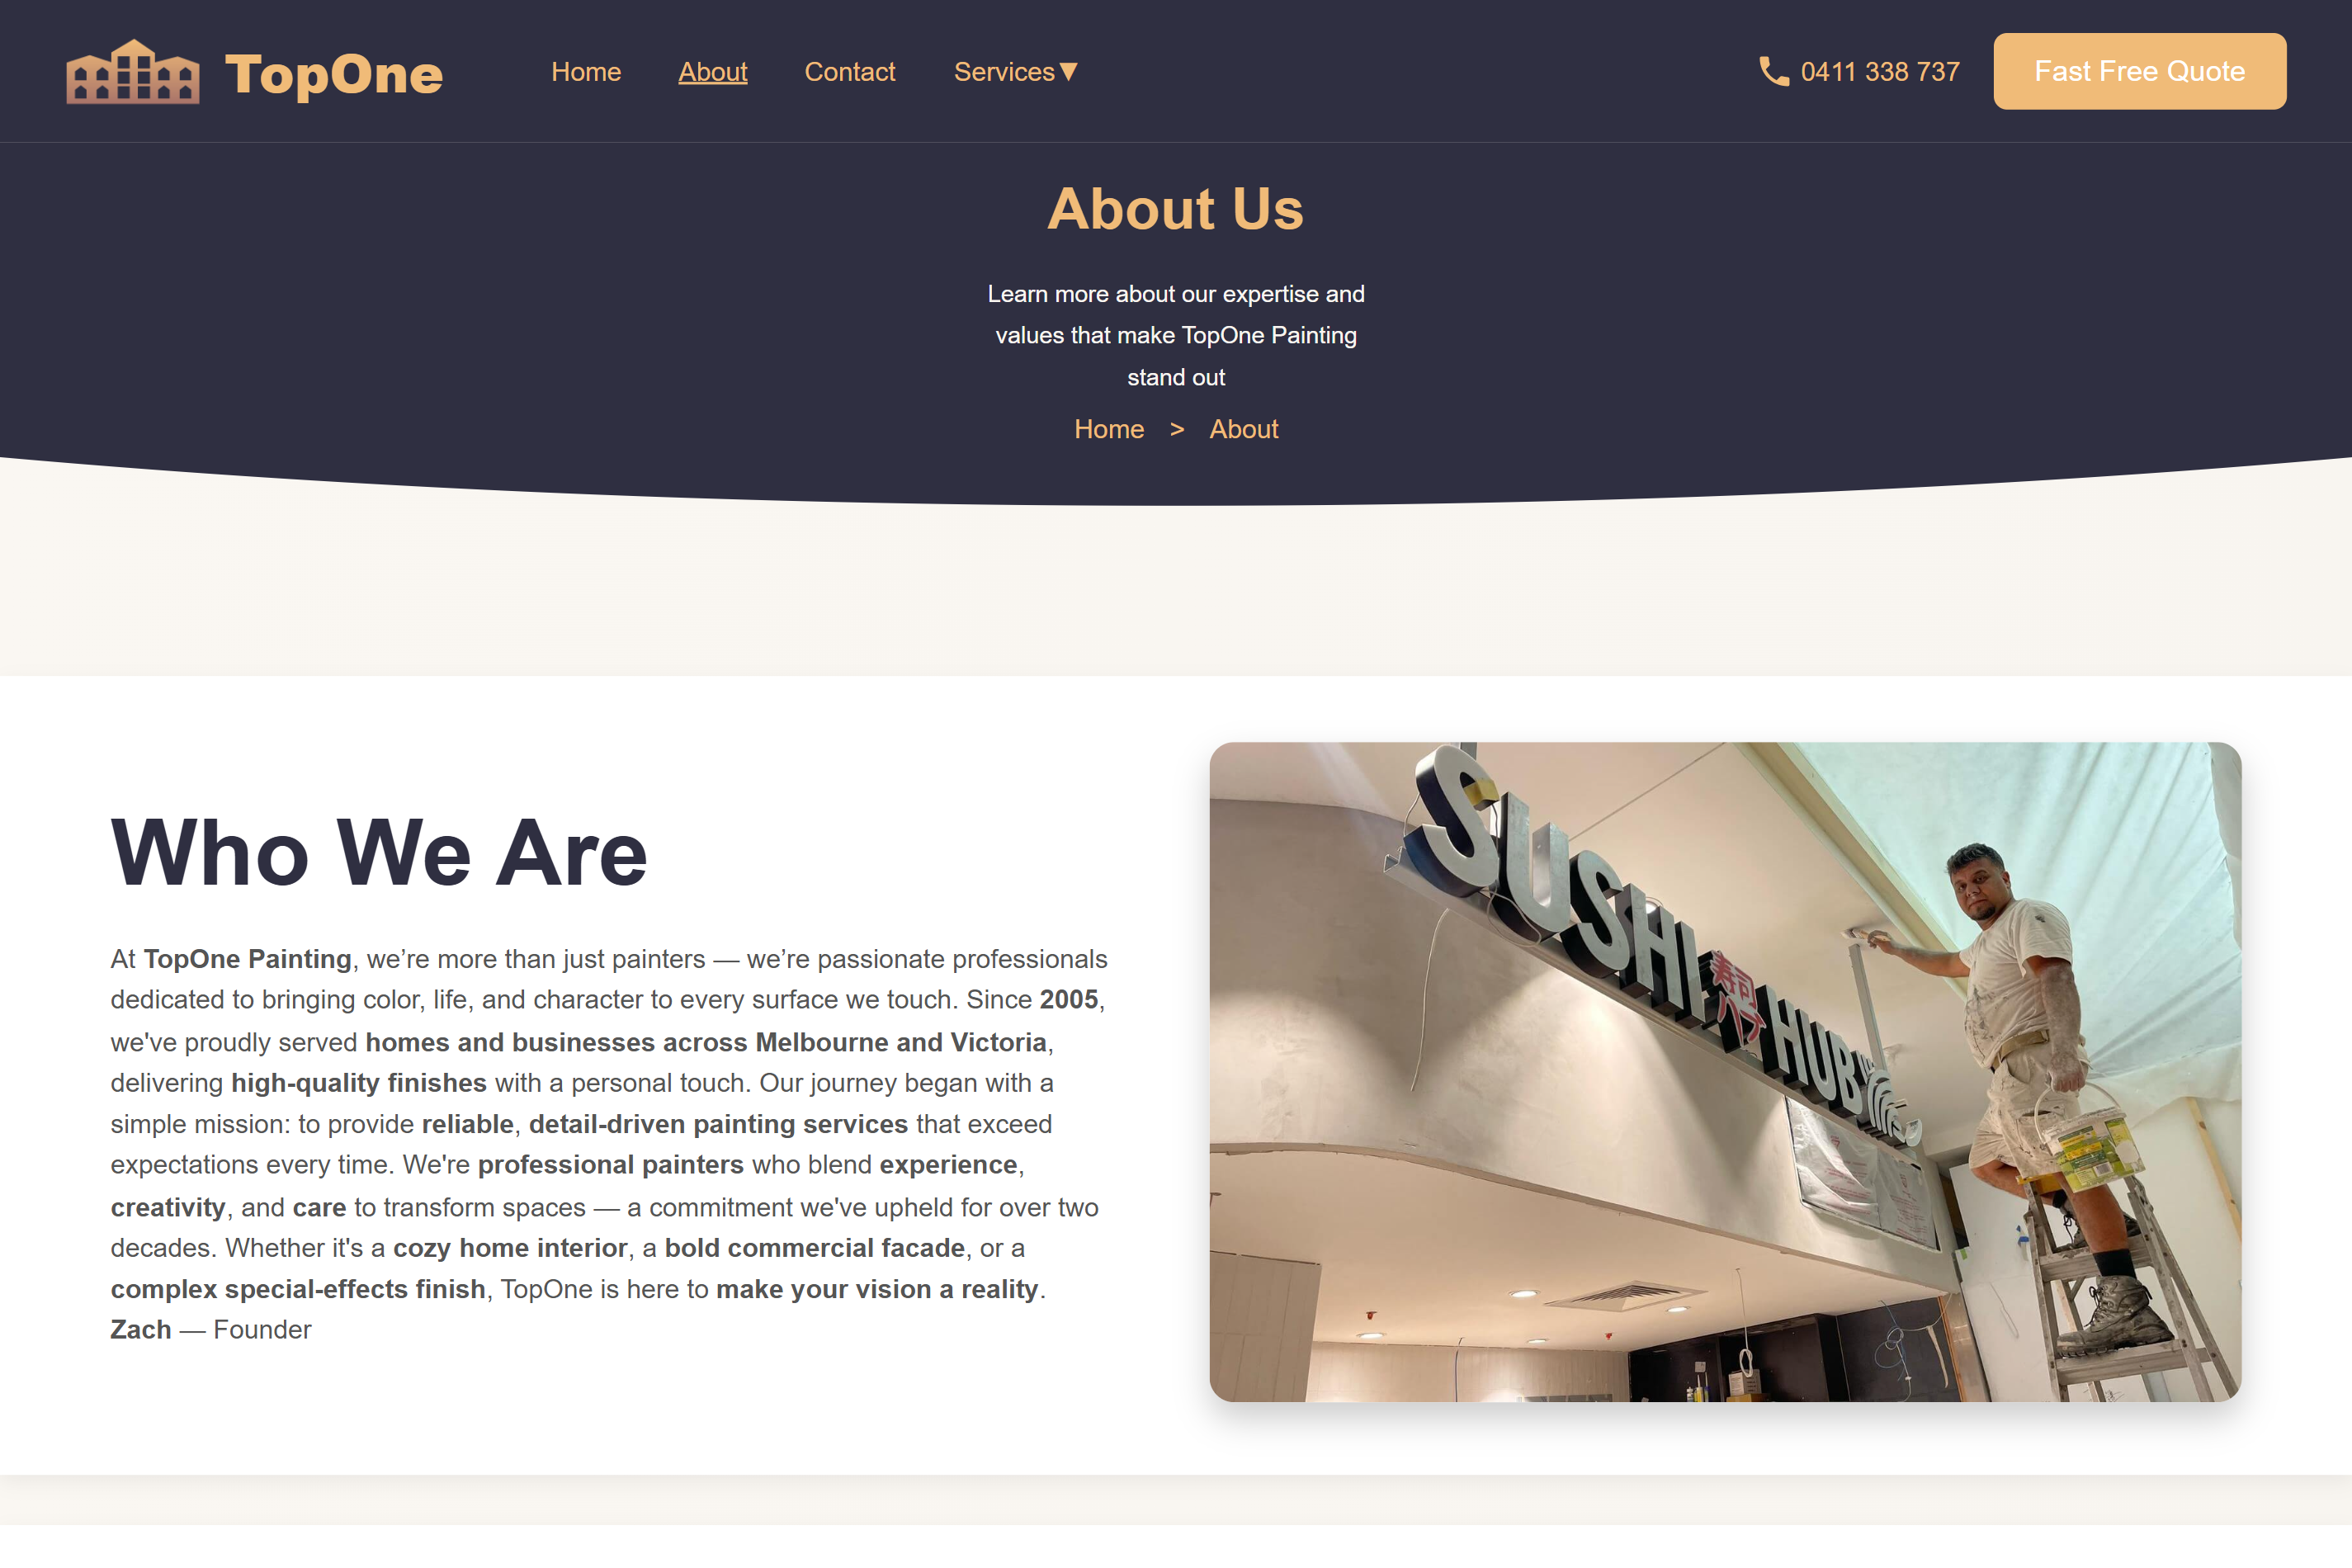 TopOne
Home
About
Contact
Services▼
0411 338 737
Fast Free Quote
About Us
Learn more about our expertise and
values that make TopOne Painting
stand out
Home > About
Who We Are
At TopOne Painting, we’re more than just painters — we’re passionate professionals
dedicated to bringing color, life, and character to every surface we touch. Since 2005,
we've proudly served homes and businesses across Melbourne and Victoria,
delivering high-quality finishes with a personal touch. Our journey began with a
simple mission: to provide reliable, detail-driven painting services that exceed
expectations every time. We're professional painters who blend experience,
creativity, and care to transform spaces — a commitment we've upheld for over two
decades. Whether it's a cozy home interior, a bold commercial facade, or a
complex special-effects finish, TopOne is here to make your vision a reality.
Zach — Founder
SUSHI
寿司
HUB